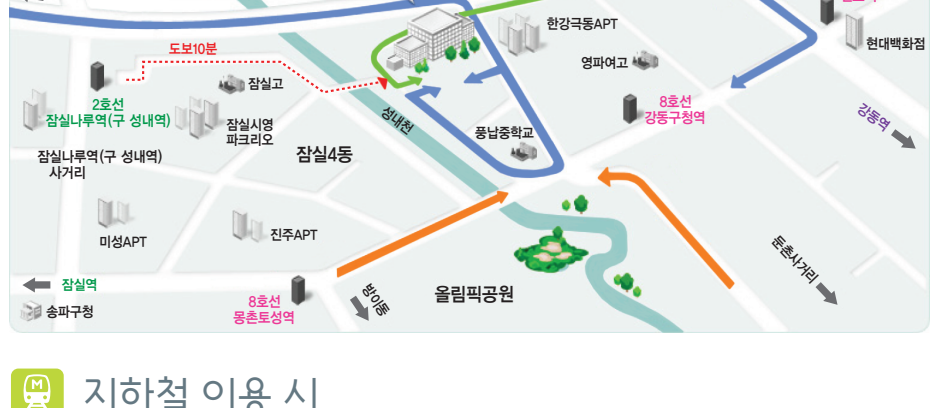 한강극동APT
현대백화점
도보10분
영파여고
잠실고
2호선
잠실나루역(구 성내역)
8호선
강동구청역
강동역
성내천
잠실시영
파크리오
풍납중학교
잠실4동
잠실나루역(구 성내역)
사거리
미성APT
진주APT
둔촌사거리
잠실역
송파구청
8호선
몽촌토성역
방이동
올림픽공원
M
지하철 이용 시